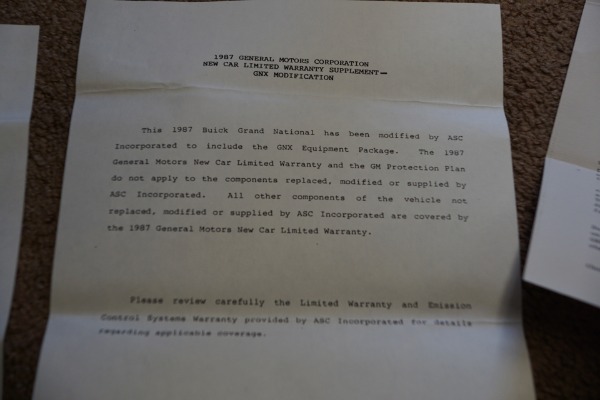 1987 GENERAL MOTORS CORPORATION
NEW CAR LIMITED WARRANTY SUPPLEMENT—
GNX MODIFICATION
This 1987 Buick Grand National has been modified by ASC
Incorporated to include the GNX Equipment Package. The 1987
General Motors New Car Limited Warranty and the GM Protection Plan
do not apply to the components replaced, modified or supplied by
ASC Incorporated. All other components of the vehicle not
replaced, modified or supplied by ASC Incorporated are covered by
the 1987 General Motors New Car Limited Warranty.
Please review carefully the Limited Warranty and Emission
Control Systems Warranty provided by ASC Incorporated for details
regarding applicable coverage.